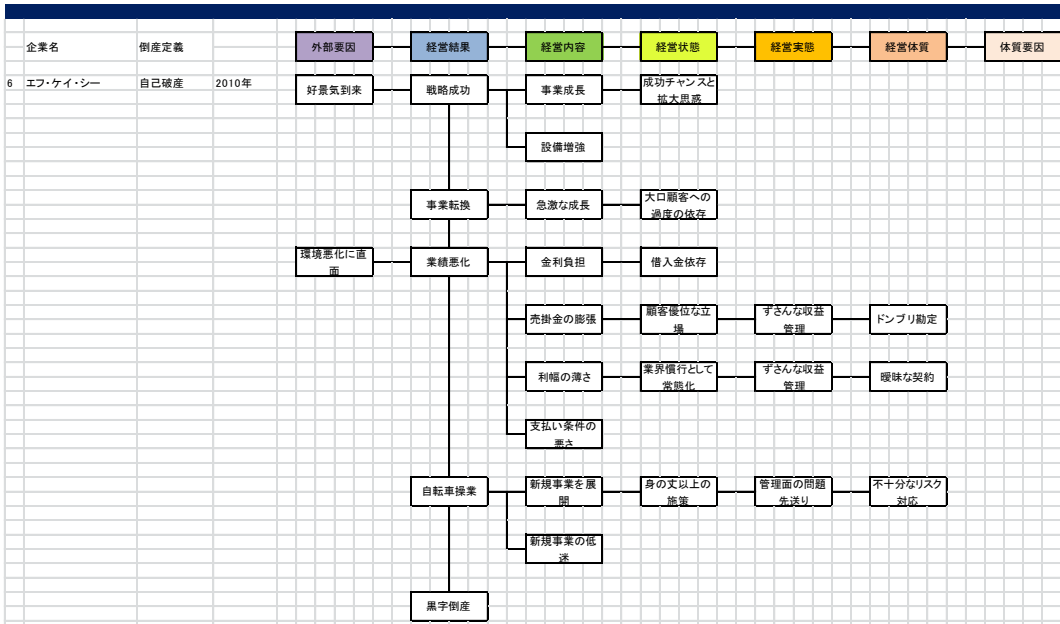 企業名 倒産定義 外部要因 経営結果 経営内容 経営状態 経営実態 経営体質 体質要因
6 エフ・ケイ・シー 自己破産 2010年 好景気到来 戦略成功 事業成長 成功チャンスと
拡大思惑
設備増強
事業転換 急激な成長 大口顧客への
過度の依存
環境悪化に直
面 業績悪化 金利負担 借入金依存
売掛金の膨張 顧客優位な立
場 ずさんな収益
管理 ドンブリ勘定
利幅の薄さ 業界慣行として
常態化 ずさんな収益
管理 曖昧な契約
支払い条件の
悪さ
自転車操業 新規事業を展
開 身の丈以上の
施策 管理面の問題
先送り 不十分なリスク
対応
新規事業の低
迷
黒字倒産